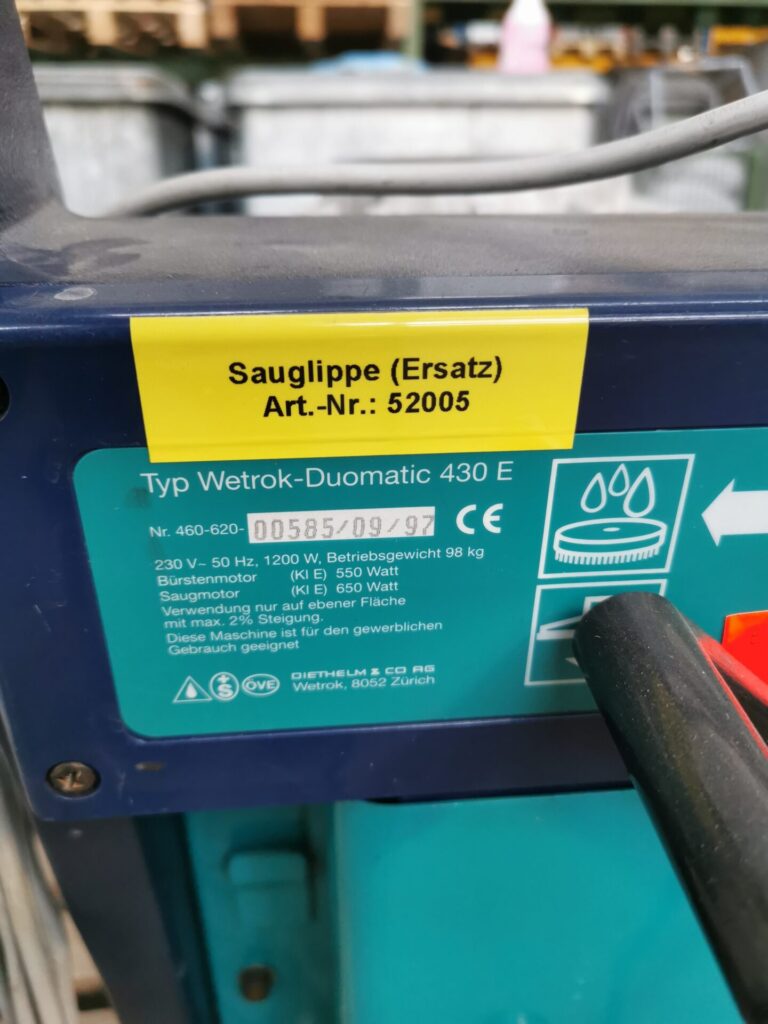 Sauglippe (Ersatz)
Art.-Nr.: 52005
Typ Wetrok-Duomatic 430 E
Nr. 460-620-00585/09/97 CE
230 V~ 50 Hz, 1200 W, Betriebsgewicht 98 kg
Bürstenmotor (Kl E) 550 Watt
Saugmotor (Kl E) 650 Watt
Verwendung nur auf ebener Fläche
mit max. 2% Steigung.
Diese Maschine ist für den gewerblichen
Gebrauch geeignet
S OVE DIETHELM & CO AG
Wetrok, 8052 Zürich